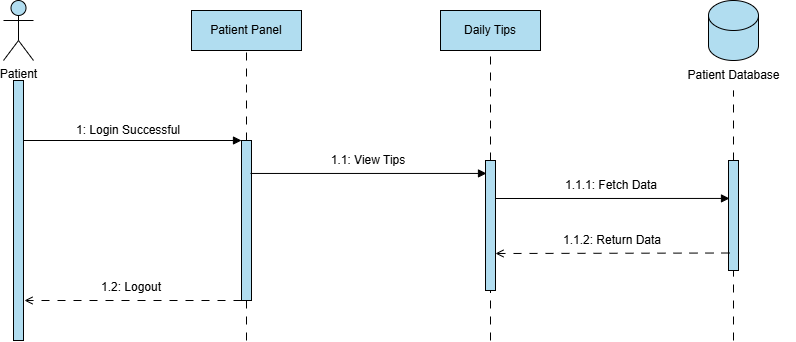 Patient Panel
Daily Tips
Patient
Patient Database
1: Login Successful
1.1: View Tips
1.1.1: Fetch Data
1.1.2: Return Data
1.2: Logout